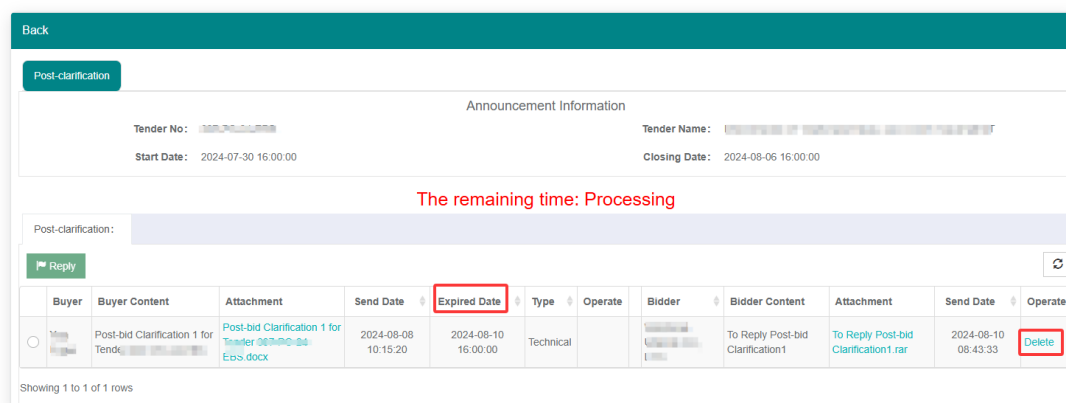 Back
Post-clarification
Announcement Information
Tender No: Tender Name:
Start Date: 2024-07-30 16:00:00 Closing Date: 2024-08-06 16:00:00
The remaining time: Processing
Post-clarification:
Reply
Buyer Buyer Content Attachment Send Date Expired Date Type Operate Bidder Bidder Content Attachment Send Date Operate
Post-bid Clarification 1 for
Post-bid Clarification 1 for
Tender
EBS.docx
2024-08-08
10:15:20
2024-08-10
16:00:00
Technical
To Reply Post-bid
Clarification1
To Reply Post-bid
Clarification1.rar
2024-08-10
08:43:33
Delete
Showing 1 to 1 of 1 rows